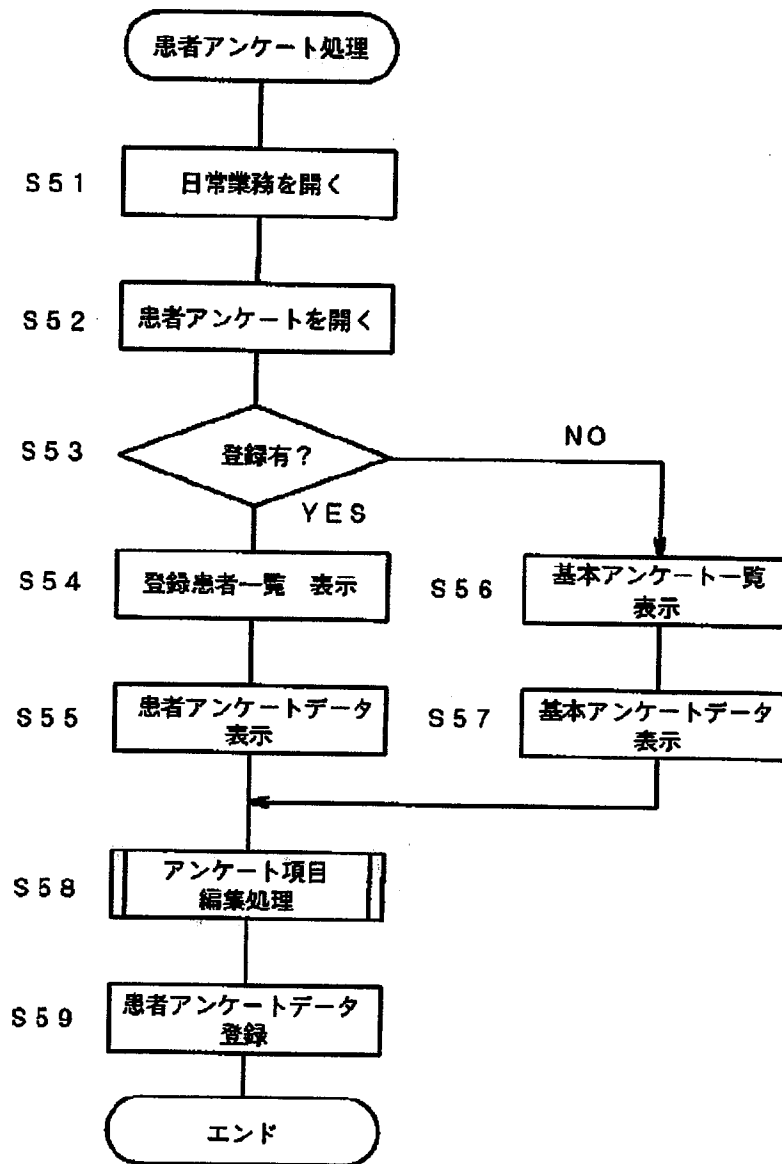 患者アンケート処理
S51
日常業務を開く
S52
患者アンケートを開く
S53
登録有?
NO
YES
S54
登録患者一覧 表示
S56
基本アンケート一覧
表示
S55
患者アンケートデータ
表示
S57
基本アンケートデータ
表示
S58
アンケート項目
編集処理
S59
患者アンケートデータ
登録
エンド